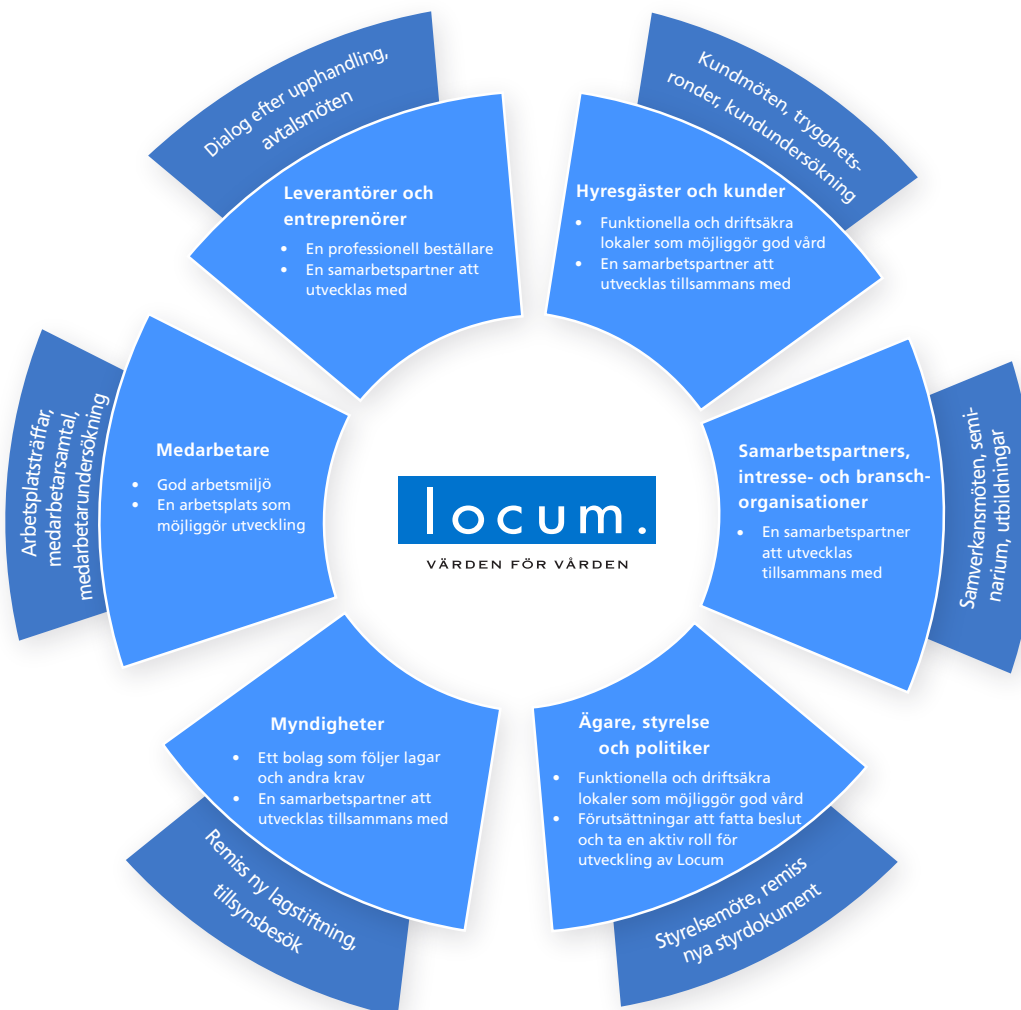 Dialog efter upphandling,
avtalsmöten
Leverantörer och
entreprenörer
• En professionell beställare
• En samarbetspartner att
utvecklas med
Kundmöten, trygghets-
ronder, kundundersökning
Hyresgäster och kunder
• Funktionella och driftsäkra
lokaler som möjliggör god vård
• En samarbetspartner att
utvecklas tillsammans med
Arbetsplatsträffar,
medarbetarsamtal,
medarbetarundersökning
Medarbetare
• God arbetsmiljö
• En arbetsplats som
möjliggör utveckling
locum.
VÄRDEN FÖR VÅRDEN
Samarbetspartners,
intresse- och bransch-
organisationer
• En samarbetspartner
att utvecklas
tillsammans med
Samverkansmöten, semi-
narium, utbildningar
Myndigheter
• Ett bolag som följer lagar
och andra krav
• En samarbetspartner att
utvecklas tillsammans med
Remiss ny lagstiftning,
tillsynsbesök
Ägare, styrelse
och politiker
• Funktionella och driftsäkra
lokaler som möjliggör god vård
• Förutsättningar att fatta beslut
och ta en aktiv roll för
utveckling av Locum
Styrelsemöte, remiss
nya styrdokument